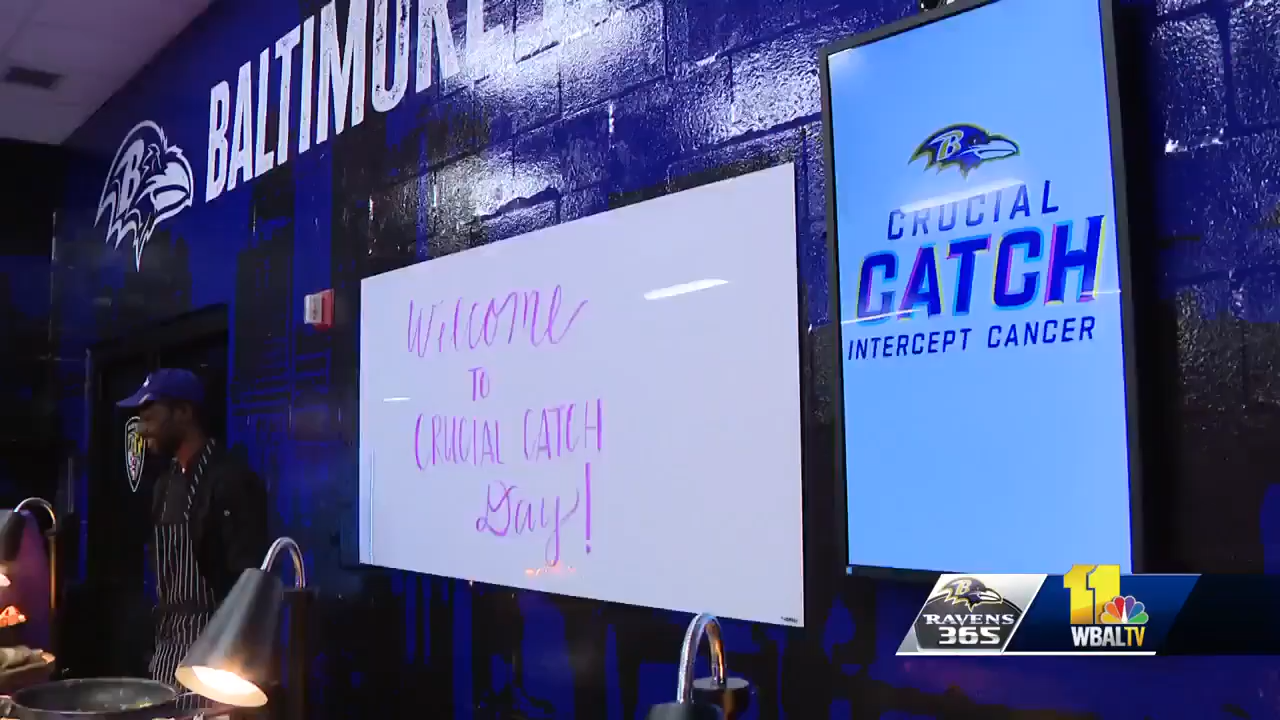 BALTIMORE
B
B
CRUCIAL
CATCH
INTERCEPT CANCER
Welcome
TO
CRUCIAL CATCH
Day!
B
RAVENS
365
11
WBALTV